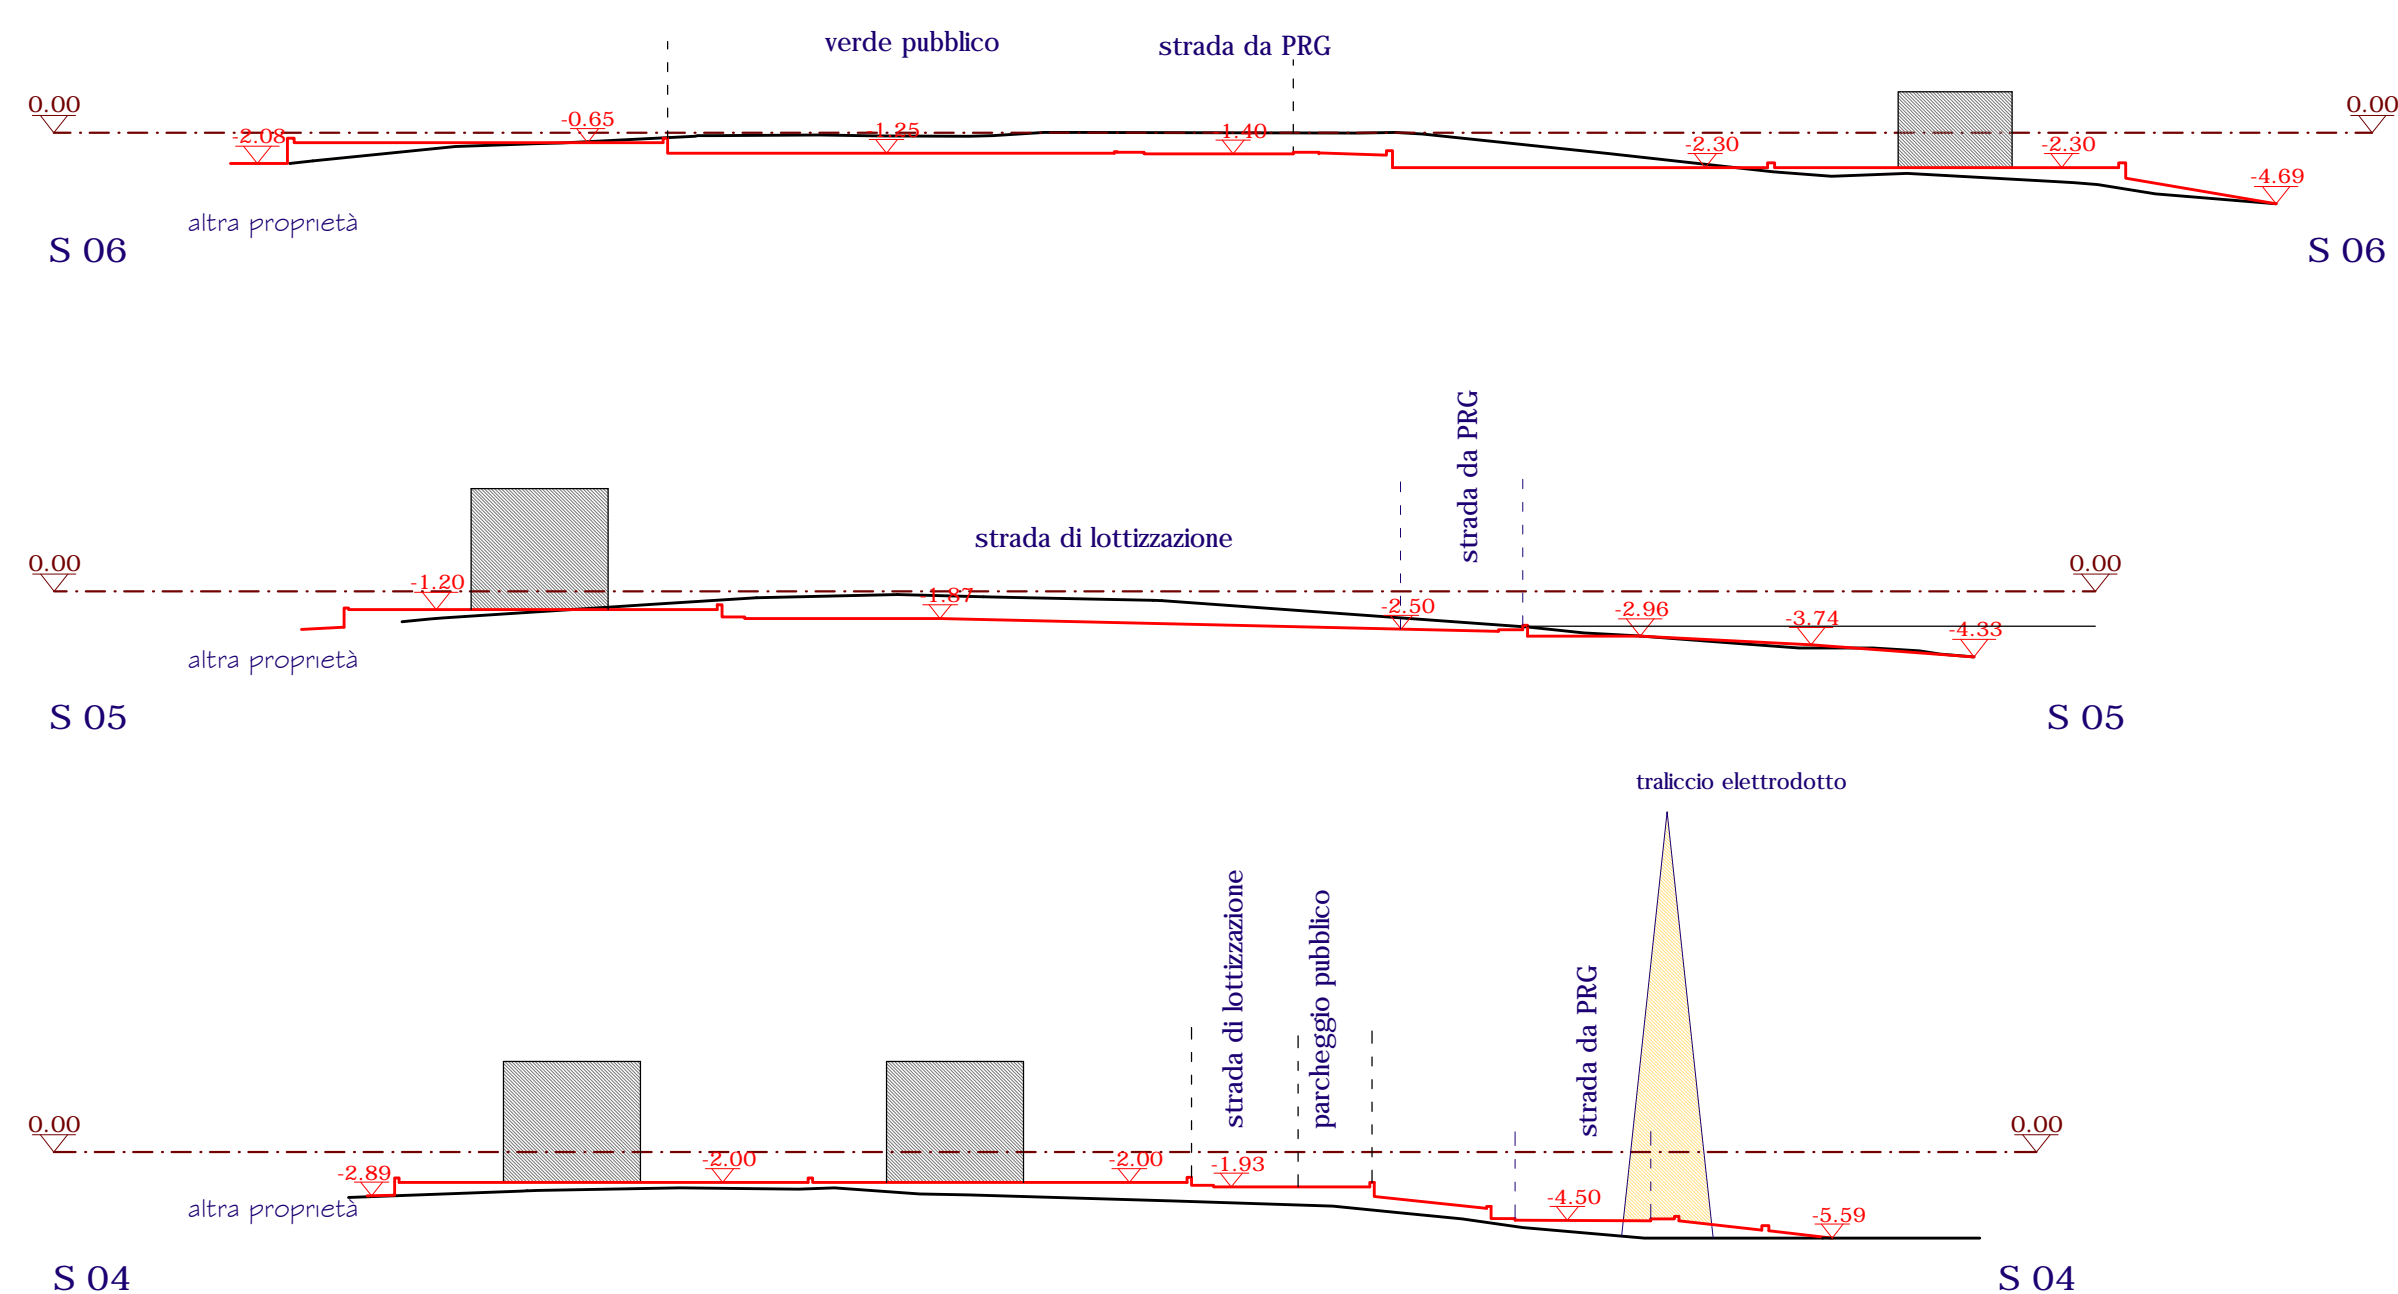 verde pubblico
strada da PRG
0.00
-2.08
-0.65
-1.25
-1.40
-2.30
-2.30
-4.69
0.00
altra proprietà
S 06
S 06
strada da PRG
strada di lottizzazione
0.00
-1.20
-1.87
-2.50
-2.96
-3.74
-4.33
0.00
altra proprietà
S 05
S 05
traliccio elettrodotto
strada di lottizzazione
parcheggio pubblico
strada da PRG
0.00
-2.89
-2.00
-2.00
-1.93
-4.50
-5.59
0.00
altra proprietà
S 04
S 04